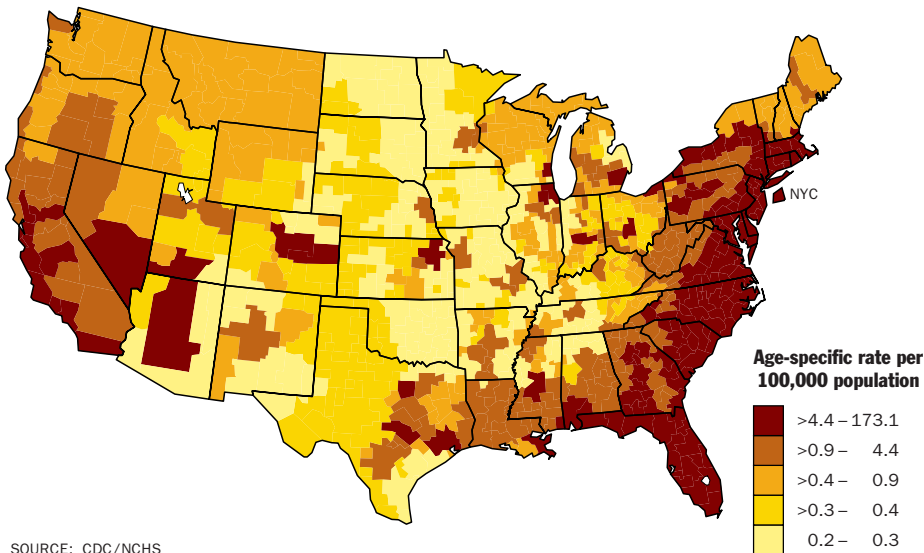 NYC
Age-specific rate per
100,000 population
>4.4 – 173.1
>0.9 – 4.4
>0.4 – 0.9
>0.3 – 0.4
0.2 – 0.3
SOURCE: CDC/NCHS